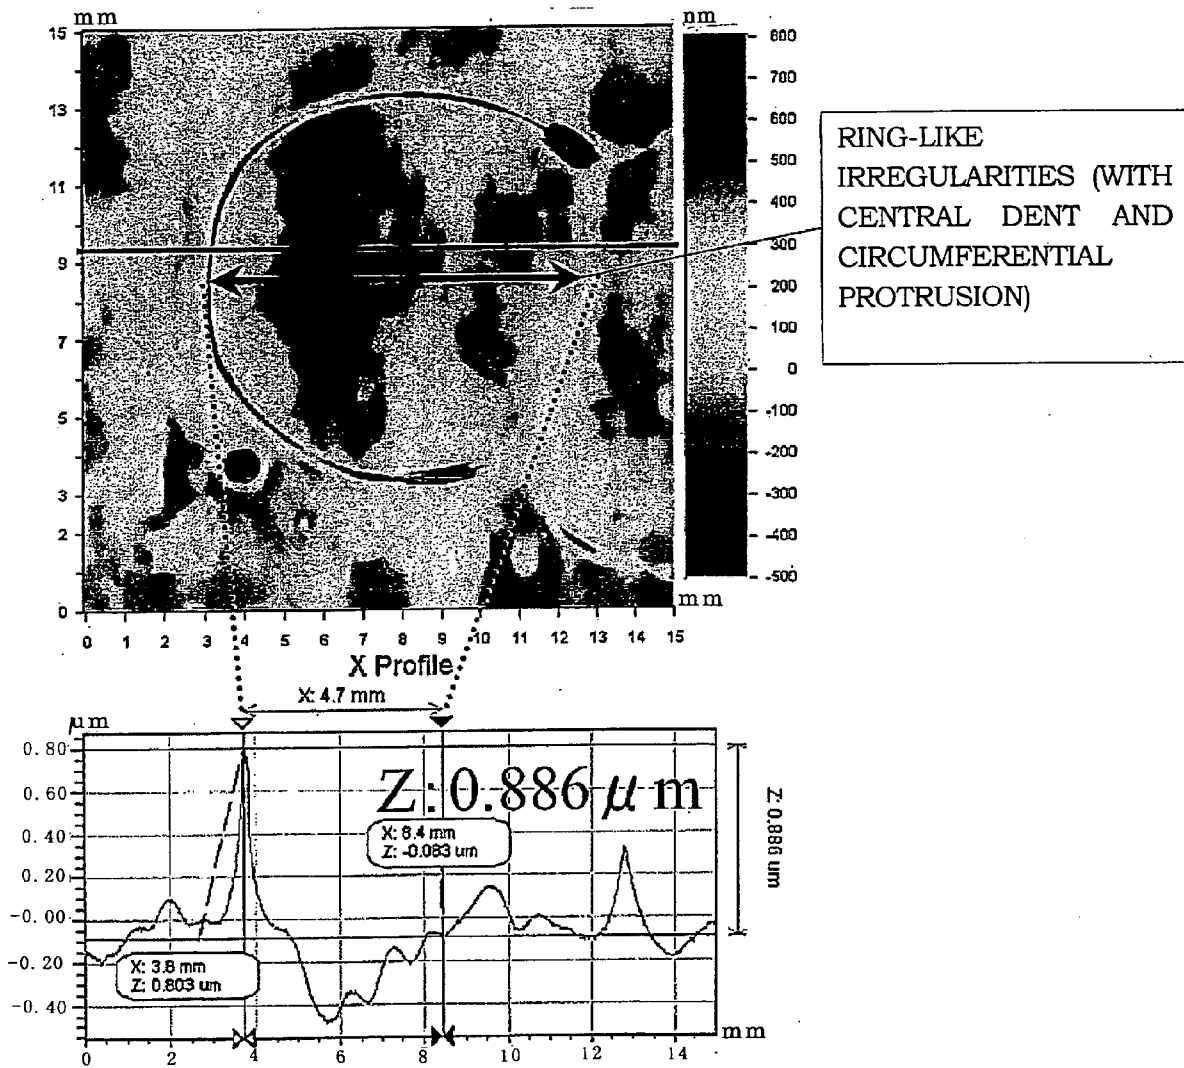 mm
nm
15
13
11
9
7
5
3
2
0
0 1 2 3 4 5 6 7 8 9 10 11 12 13 14 15
mm
800
700
600
500
400
300
200
100
0
-100
-200
-300
-400
-500
RING-LIKE
IRREGULARITIES (WITH
CENTRAL DENT AND
CIRCUMFERENTIAL
PROTRUSION)
X Profile
X: 4.7 mm
μm
0.80
0.60
0.40
0.20
-0.00
-0.20
-0.40
Z: 0.886 μm
X: 8.4 mm
Z: -0.083 um
X: 3.8 mm
Z: 0.803 um
Z: 0.886 um
mm
0 2 4 6 8 10 12 14